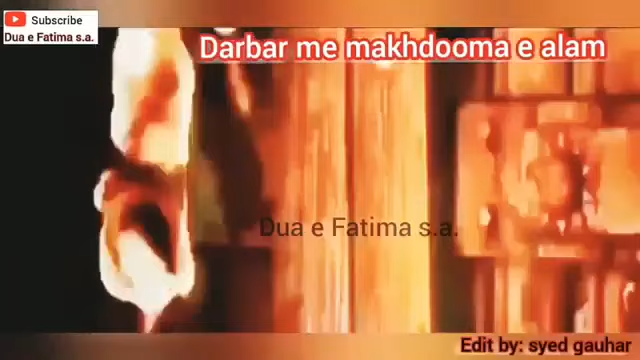 Subscribe
Dua e Fatima s.a.
Darbar me makhdooma e alam
Dua e Fatima s.a.
Edit by: syed gauhar